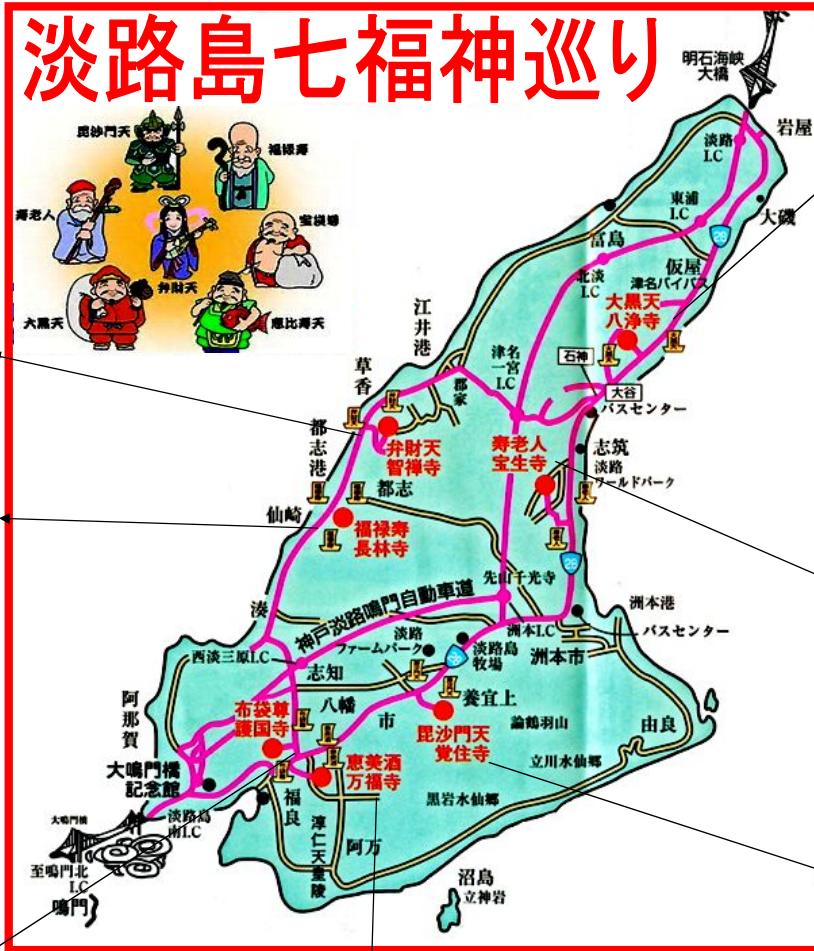 淡路島七福神巡り
明石海峡
大橋
毘沙門天
福禄寿
寿老人
宝袋尊
弁財天
大黒天
恵比寿天
岩屋
淡路
I.C
東浦
I.C
大磯
28
仮屋
津名バイパス
富島
北淡
I.C
大黒天
八浄寺
江井港
石神
大谷
バスセンター
津名
一宮
I.C
郡家
草香
弁財天
智禅寺
寿老人
宝生寺
志筑
淡路
ワールドパーク
都志港
都志
仙崎
福禄寿
長林寺
28
先山千光寺
洲本港
バスセンター
湊
神戸淡路鳴門自動車道
洲本I.C
洲本市
淡路
ファームパーク
淡路島
牧場
西淡三原I.C
志知
養宜上
阿那賀
布袋尊
護国寺
八幡
市
毘沙門天
覚住寺
論鶴羽山
由良
立川水仙郷
大鳴門橋
記念館
恵美酒
万福寺
黒岩水仙郷
福良
淡路島
南I.C
大鳴門橋
淳仁天皇陵
阿万
至鳴門北
I.C
鳴門
沼島
立神岩